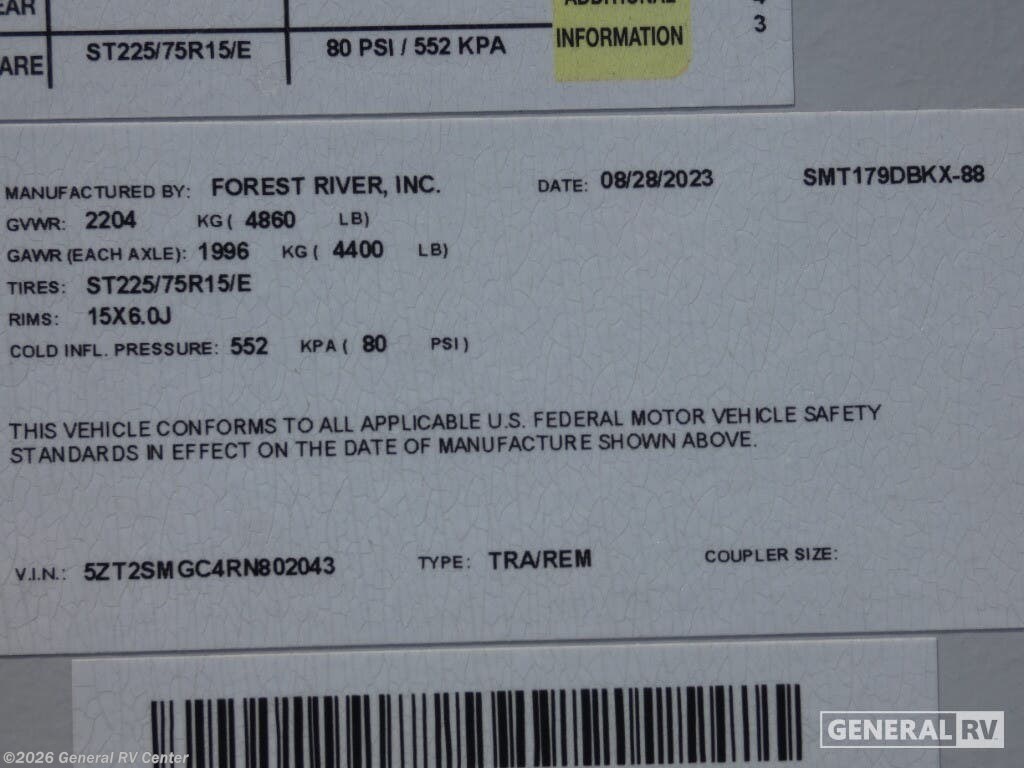 EAR
ADDITIONAL
4
ARE ST225/75R15/E 80 PSI / 552 KPA INFORMATION 3
MANUFACTURED BY: FOREST RIVER, INC. DATE: 08/28/2023 SMT179DBKX-88
GVWR: 2204 KG ( 4860 LB)
GAWR (EACH AXLE): 1996 KG ( 4400 LB)
TIRES: ST225/75R15/E
RIMS: 15X6.0J
COLD INFL. PRESSURE: 552 KPA ( 80 PSI )
THIS VEHICLE CONFORMS TO ALL APPLICABLE U.S. FEDERAL MOTOR VEHICLE SAFETY
STANDARDS IN EFFECT ON THE DATE OF MANUFACTURE SHOWN ABOVE.
V.I.N.: 5ZT2SMGC4RN802043 TYPE: TRA/REM COUPLER SIZE:
GENERAL RV
©2026 General RV Center